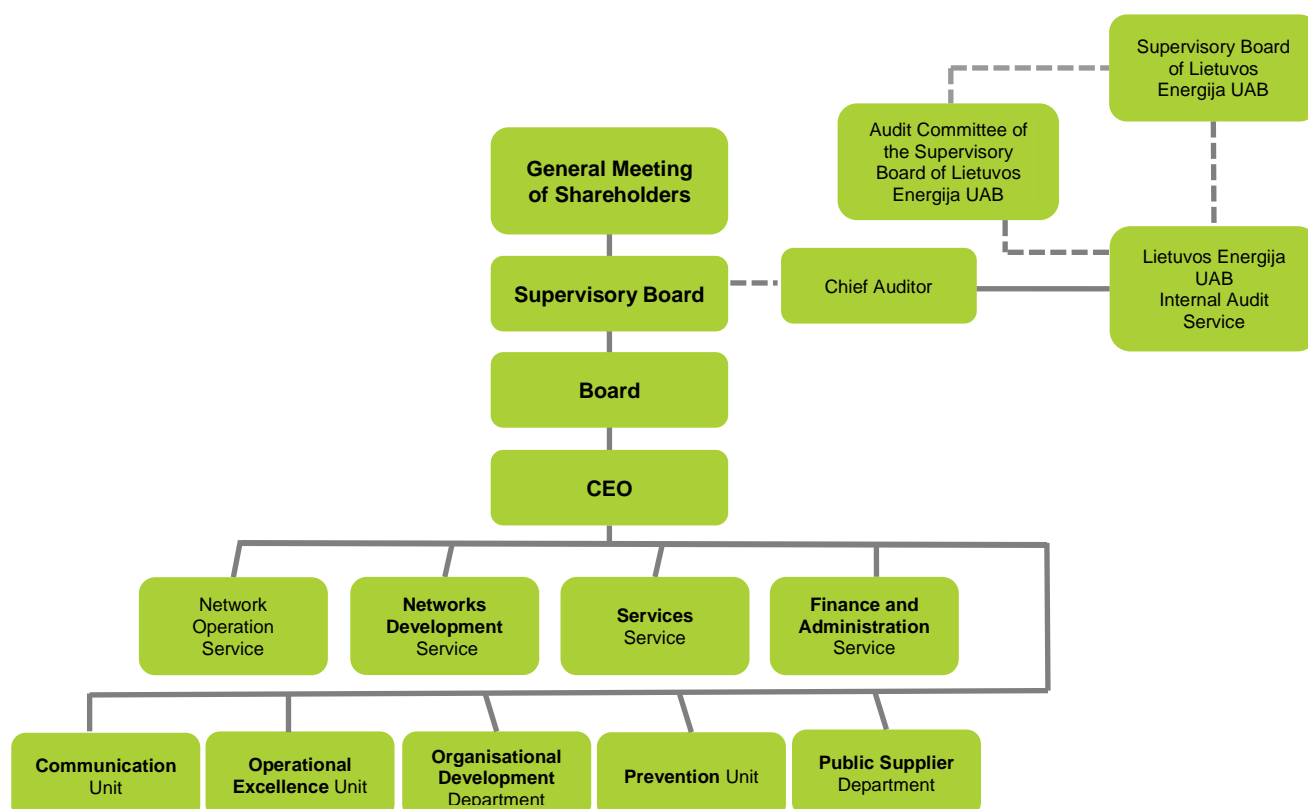 Supervisory Board
of Lietuvos
Energija UAB
Audit Committee of
the Supervisory
Board of Lietuvos
Energija UAB
General Meeting
of Shareholders
Lietuvos Energija
UAB
Internal Audit
Service
Chief Auditor
Supervisory Board
Board
CEO
Network
Operation
Service
Networks
Development
Service
Services
Service
Finance and
Administration
Service
Communication
Unit
Operational
Excellence Unit
Organisational
Development
Department
Prevention Unit
Public Supplier
Department